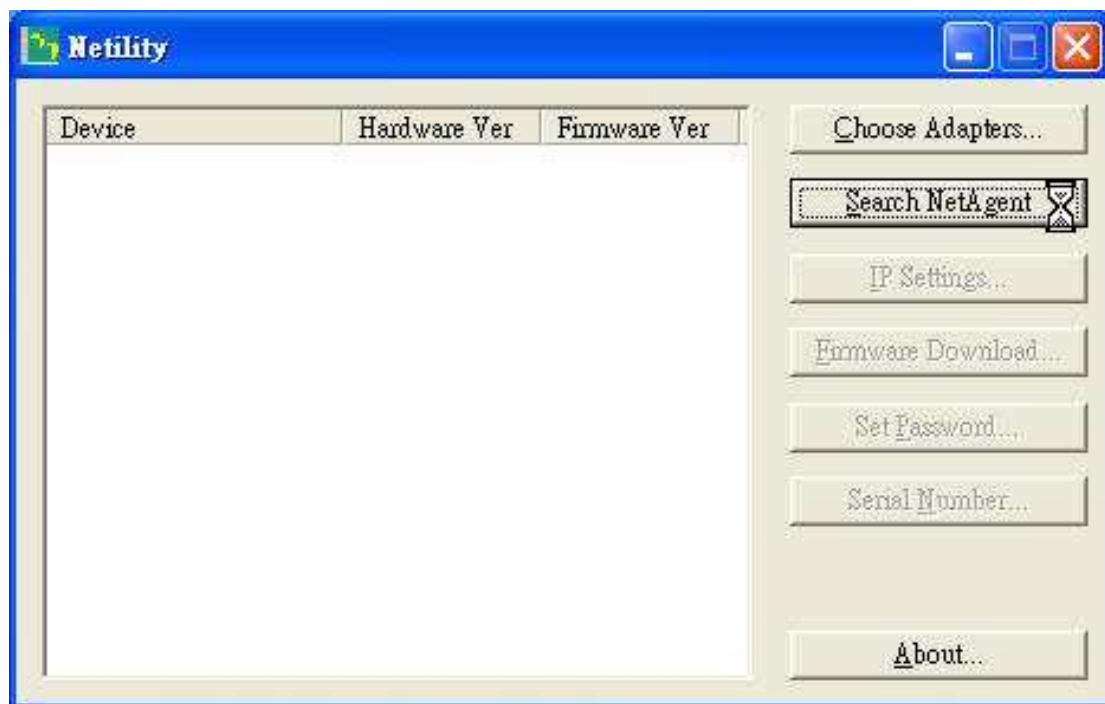 Netility
Device Hardware Ver Firmware Ver
Choose Adapters...
Search NetAgent
IP Settings...
Firmware Download...
Set Password...
Serial Number...
About...